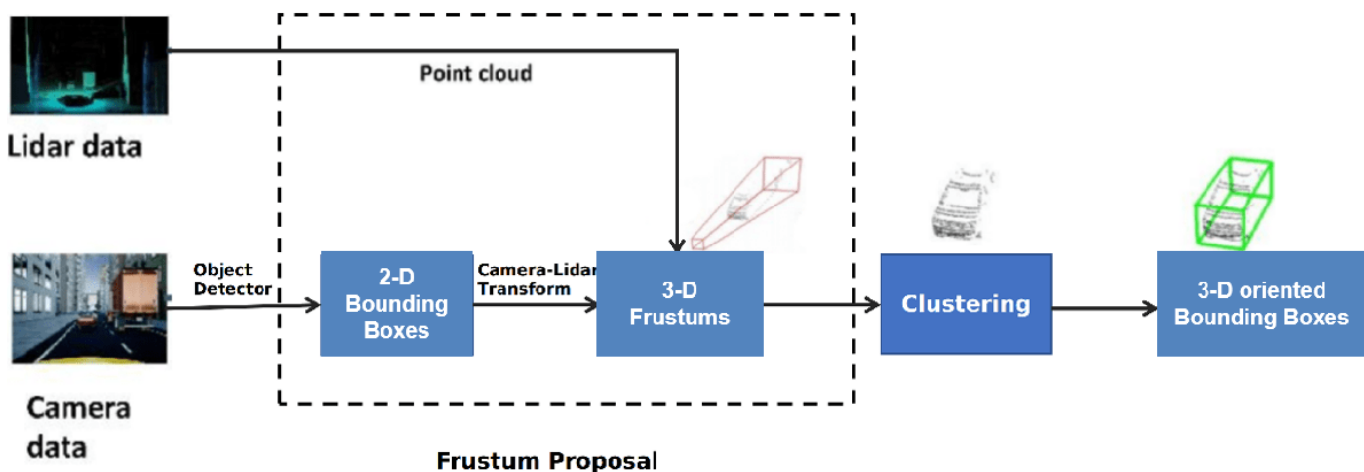 Point cloud
Lidar data
Object
Detector
2-D
Bounding
Boxes
Camera-Lidar
Transform
3-D
Frustums
Clustering
3-D oriented
Bounding Boxes
Camera
data
Frustum Proposal